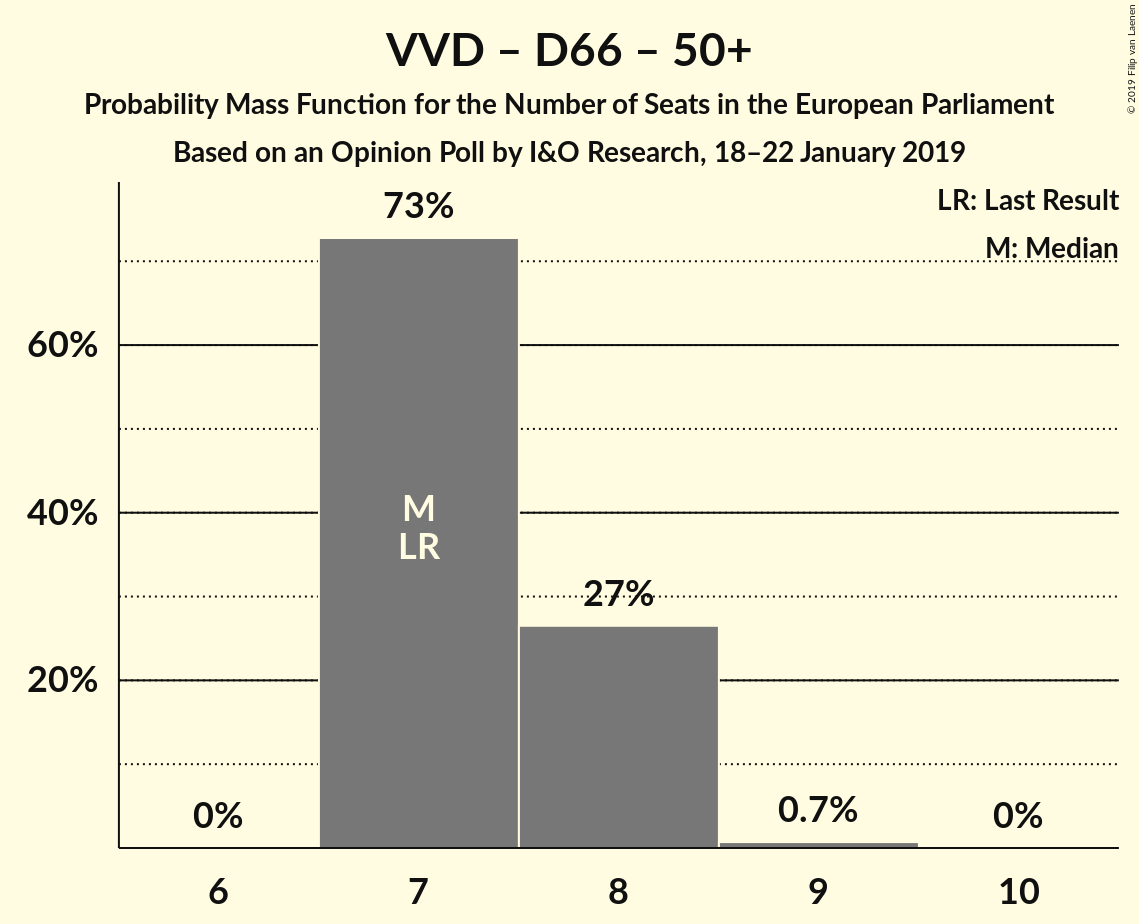 VVD – D66 – 50+
Probability Mass Function for the Number of Seats in the European Parliament
Based on an Opinion Poll by I&O Research, 18–22 January 2019
© 2019 Filip van Laenen
LR: Last Result
M: Median
73%
60%
40%
20%
M
LR
27%
0%
0.7%
0%
6
7
8
9
10